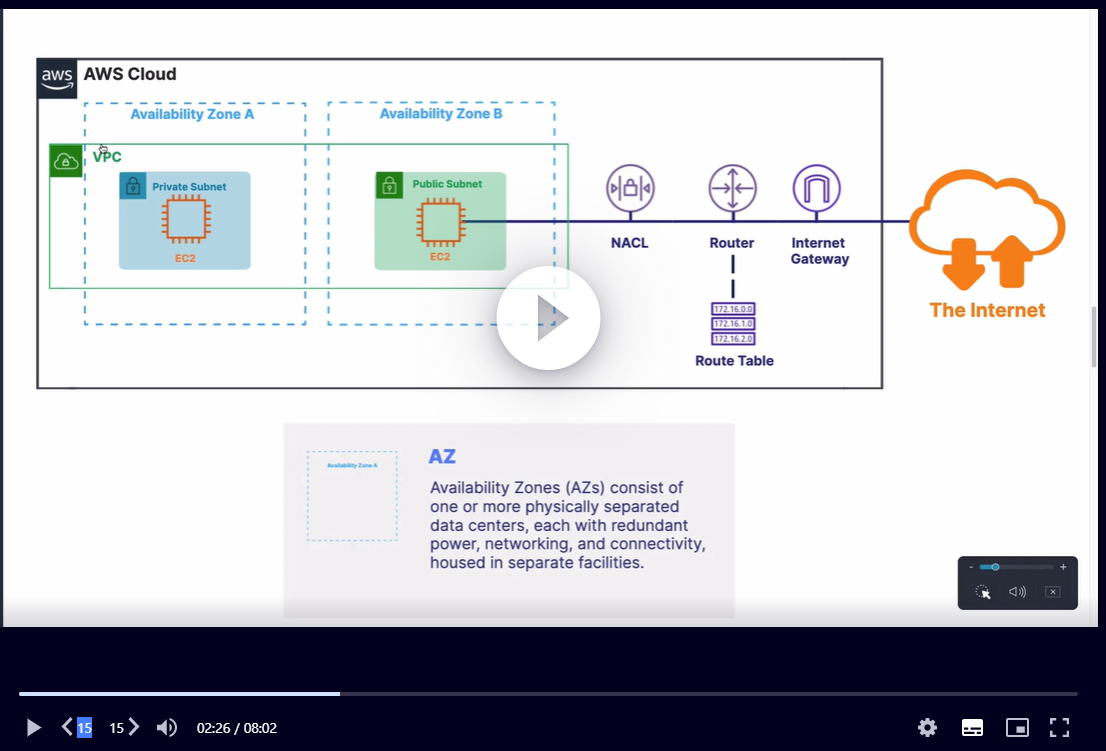 aws
AWS Cloud
Availability Zone A
Availability Zone B
VPC
Private Subnet
EC2
Public Subnet
EC2
NACL
Router
Internet
Gateway
172.16.0.0
172.16.1.0
172.16.2.0
Route Table
The Internet
Availability Zone A
AZ
Availability Zones (AZs) consist of
one or more physically separated
data centers, each with redundant
power, networking, and connectivity,
housed in separate facilities.
- +
15 15 02:26 / 08:02